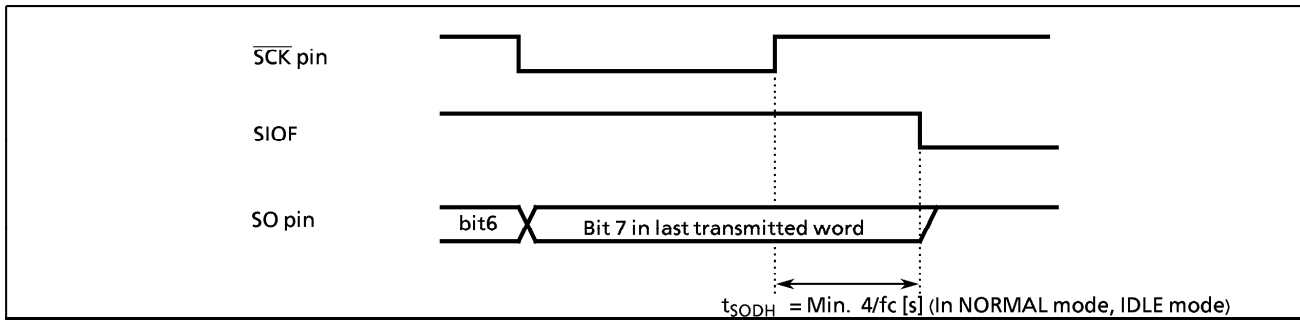 S̅C̅K̅ pin
SIOF
SO pin
bit6
Bit 7 in last transmitted word
tSODH = Min. 4/fc [s] (In NORMAL mode, IDLE mode)